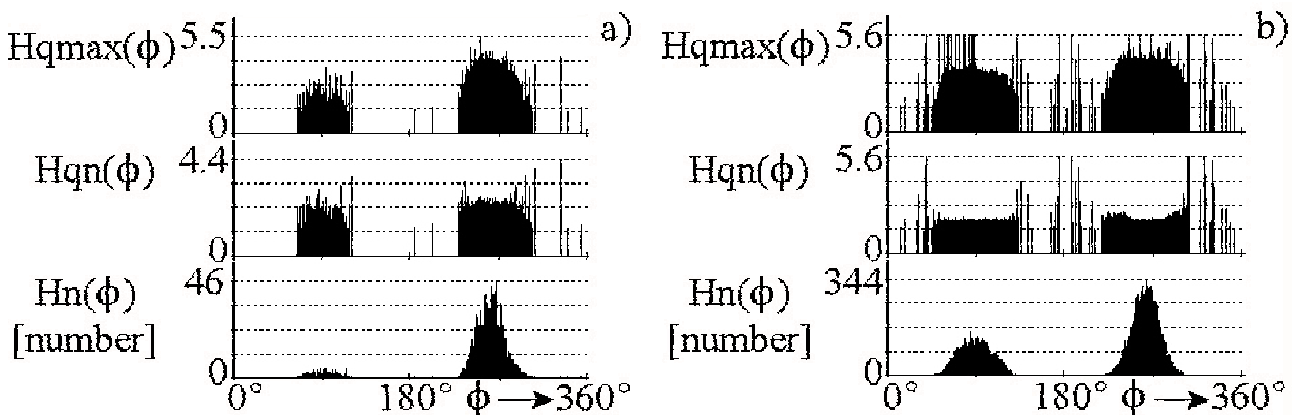 a)
Hqmax(ϕ) 5.5
0
Hqn(ϕ) 4.4
0
Hn(ϕ) 46
[number]
0
0° 180° ϕ → 360°
b)
Hqmax(ϕ) 5.6
0
Hqn(ϕ) 5.6
0
Hn(ϕ) 344
[number]
0
0° 180° ϕ → 360°